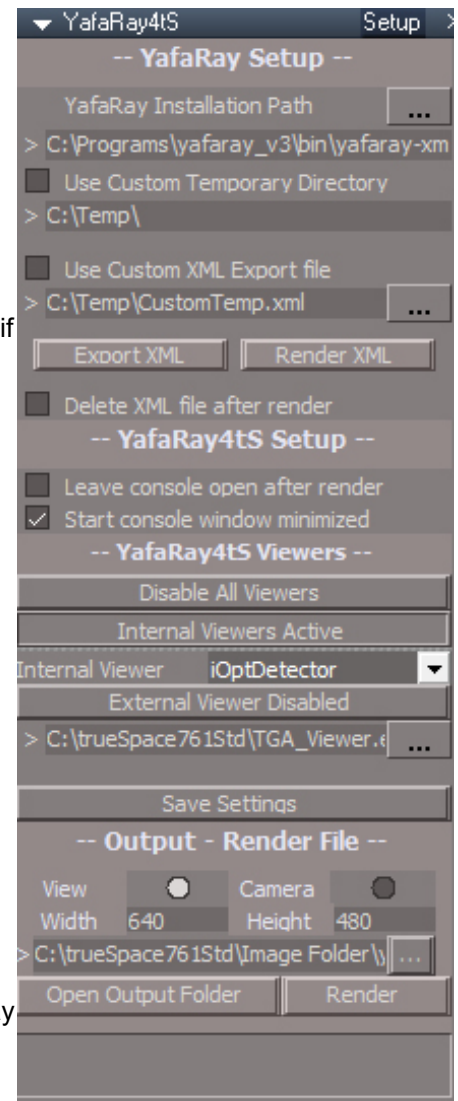 YafaRay4tS Setup >
-- YafaRay Setup --
YafaRay Installation Path ...
> C:\Programs\yafaray_v3\bin\yafaray-xm
Use Custom Temporary Directory
> C:\Temp\
Use Custom XML Export file
if
> C:\Temp\CustomTemp.xml ...
Export XML Render XML
Delete XML file after render
-- YafaRay4tS Setup --
Leave console open after render
Start console window minimized
-- YafaRay4tS Viewers --
Disable All Viewers
Internal Viewers Active
Internal Viewer iOptDetector
External Viewer Disabled
> C:\trueSpace761Std\TGA_Viewer.e ...
Save Settings
-- Output - Render File --
View Camera
Width 640 Height 480
> C:\trueSpace761Std\Image Folder\y ...
Open Output Folder Render
y